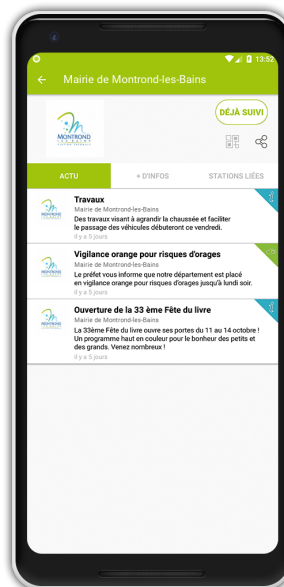 13:52
Mairie de Montrond-les-Bains
MONTROND
LES BAINS
DÉJÀ SUIVI
ACTU
+ D'INFOS
STATIONS LIÉES
Travaux
Mairie de Montrond-les-Bains
Des travaux visant à agrandir la chaussée et faciliter
le passage des véhicules débuteront ce vendredi.
il y a 5 jours
Vigilance orange pour risques d'orages
Mairie de Montrond-les-Bains
Le préfet vous informe que notre département est placé
en vigilance orange pour risques d'orages jusqu'à lundi soir.
il y a 5 jours
Ouverture de la 33 ème Fête du livre
Mairie de Montrond-les-Bains
La 33ème Fête du livre ouvre ses portes du 11 au 14 octobre !
Un programme haut en couleur pour le bonheur des petits et
des grands. Venez nombreux !
il y a 5 jours